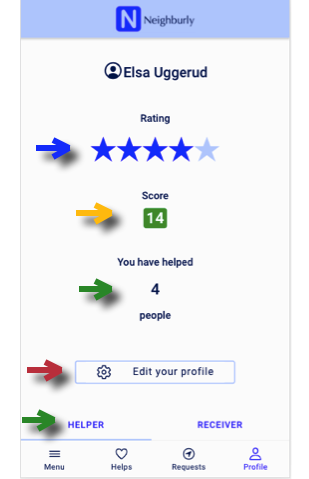 N Neighburly
Elsa Uggerud
Rating
Score
14
You have helped
4
people
Edit your profile
HELPER RECEIVER
Menu Helps Requests Profile